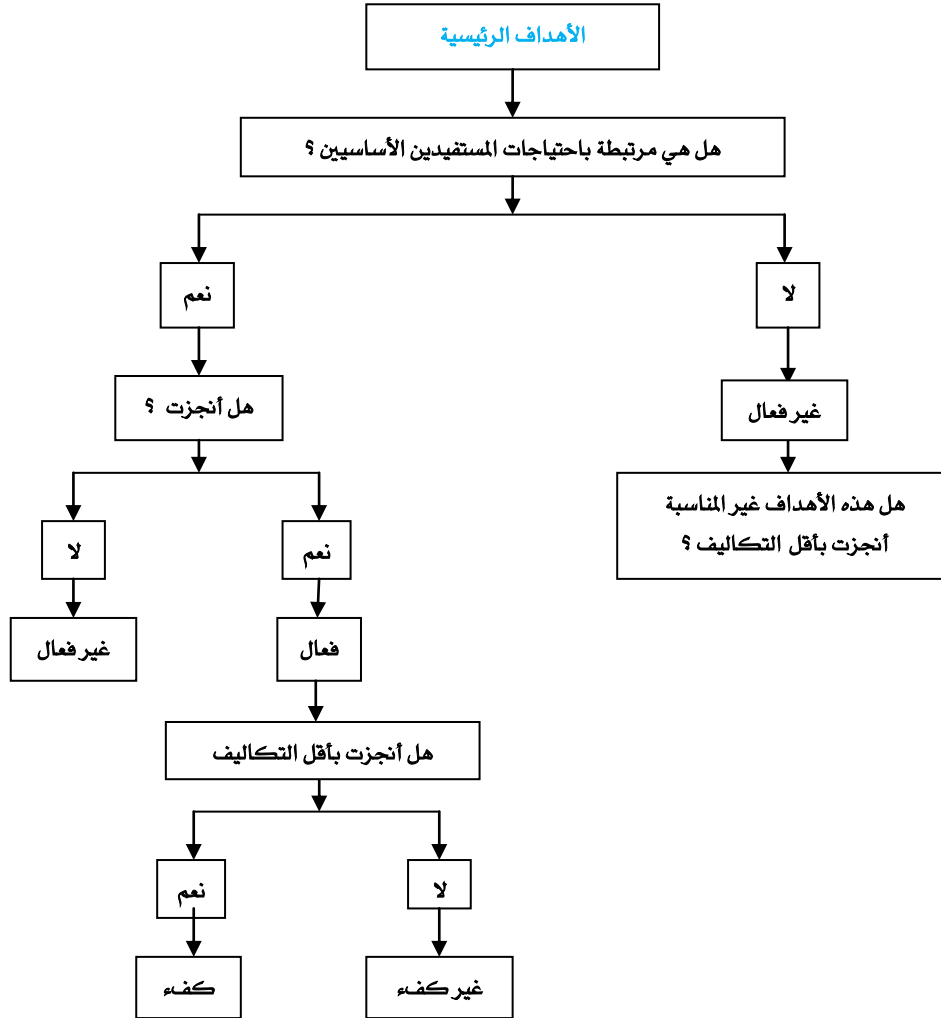 الأهداف الرئيسية
هل هي مرتبطة باحتياجات المستفيدين الأساسيين ؟
لا
نعم
غير فعال
هل أنجزت ؟
هل هذه الأهداف غير المناسبة
أنجزت بأقل التكاليف ؟
نعم
لا
فعال
غير فعال
هل أنجزت بأقل التكاليف
لا
نعم
غير كفء
كفء